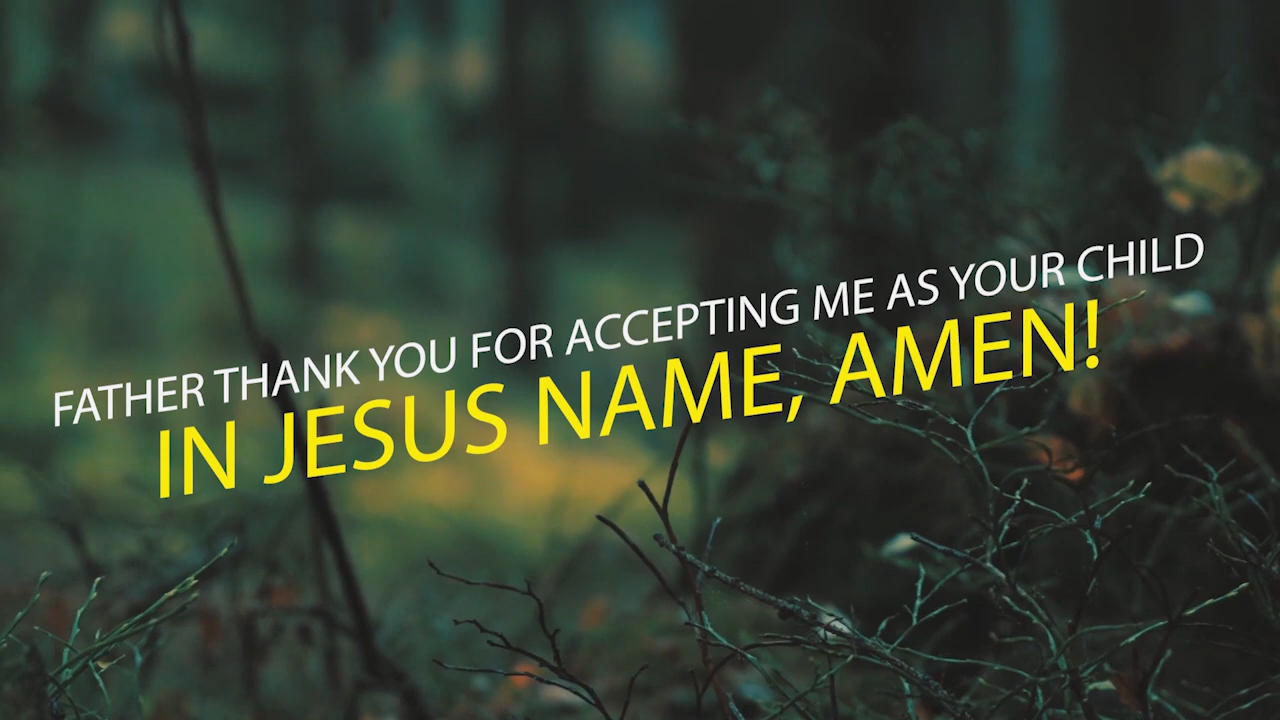 FATHER THANK YOU FOR ACCEPTING ME AS YOUR CHILD
IN JESUS NAME, AMEN!